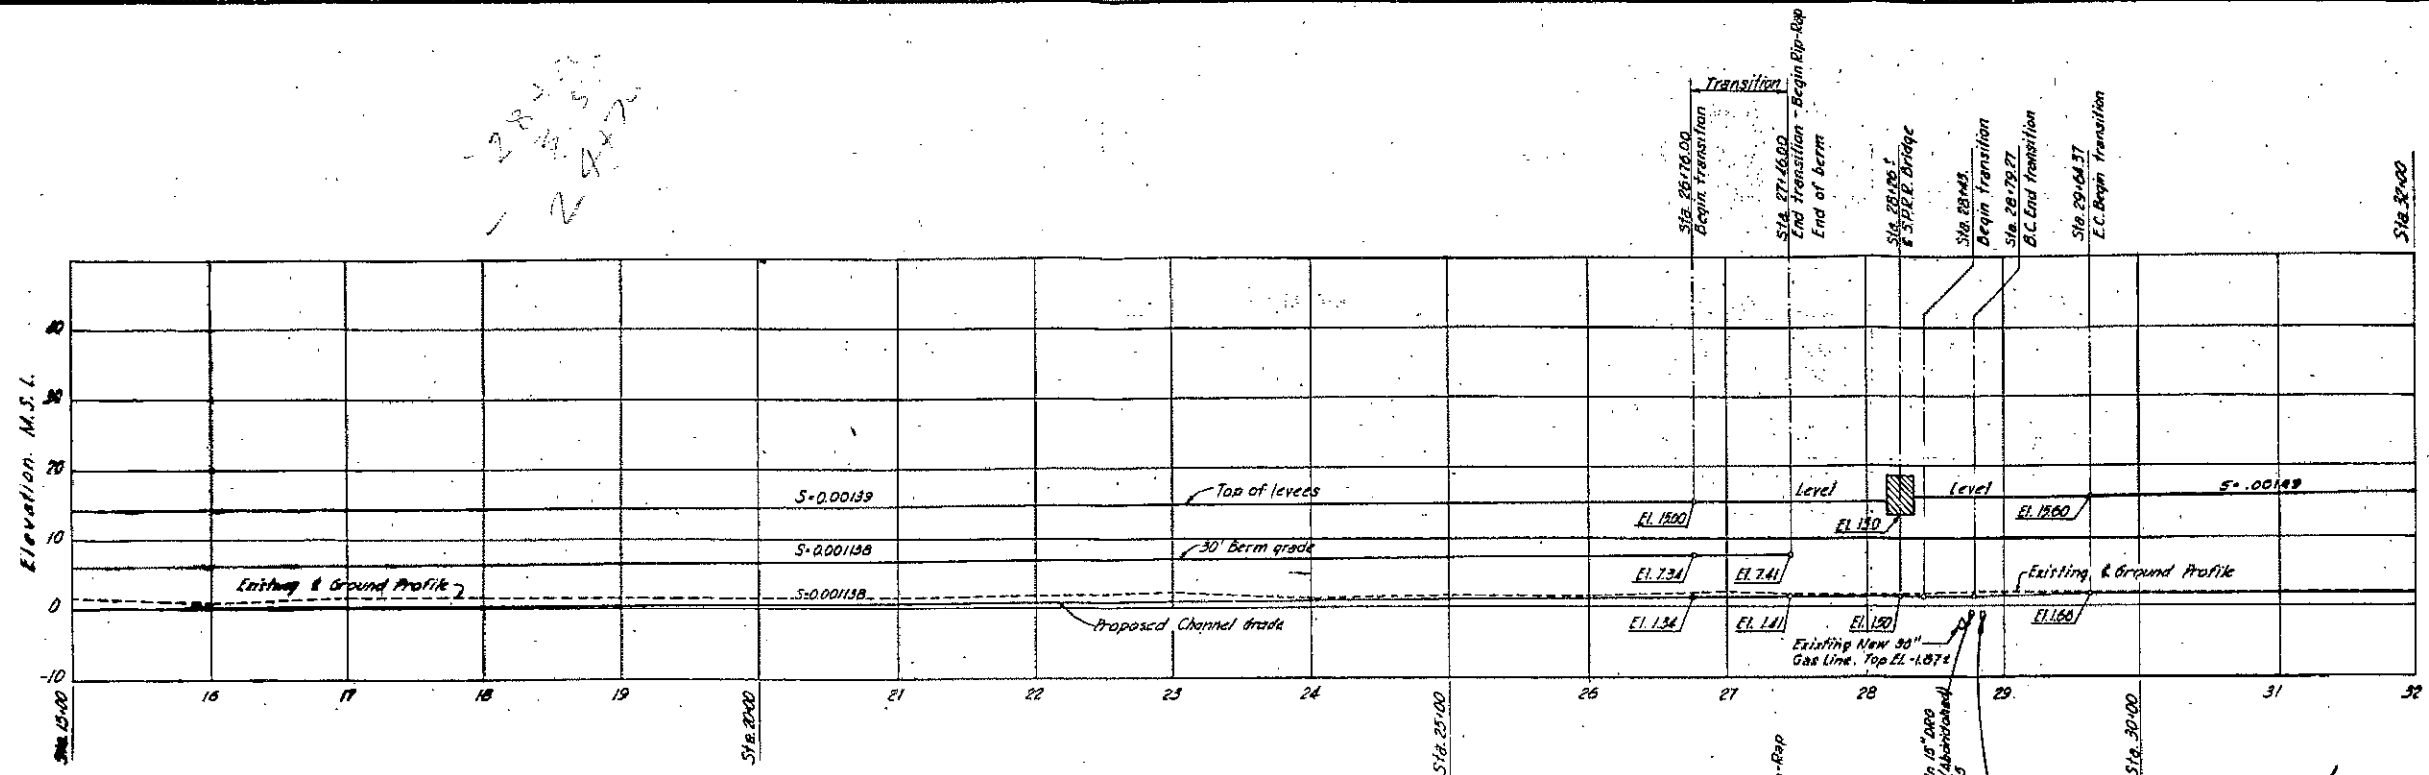 Transition
Sta. 26+76.00
Begin transition
Sta. 27+46.00
End transition - Begin Rip-Rap
End of berm
Sta. 28+26±
S.P.R.R. Bridge
Sta. 28+43.
Begin transition
Sta. 28+79.27
B.C. End transition
Sta. 29+64.37
E.C. Begin transition
Sta. 32+00
Elevation. M.S.L.
40
30
20
10
0
-10
S=0.00139
Top of levees
Level
Level
S=.00149
El. 15.00
El. 13.0
El. 15.60
S=0.001138
30' Berm grade
El. 7.34
El. 7.41
Existing & Ground Profile
S=0.001138
Proposed Channel Grade
Existing & Ground Profile
El. 1.34
El. 1.41
El. 1.50
El. 1.68
Existing New 30"
Gas Line. Top El. -1.87±
16
17
18
19
21
22
23
24
26
27
28
29
31
32
Sta. 15+00
Sta. 20+00
Sta. 25+00
-Rap
(Abandoned)
Sta. 30+00